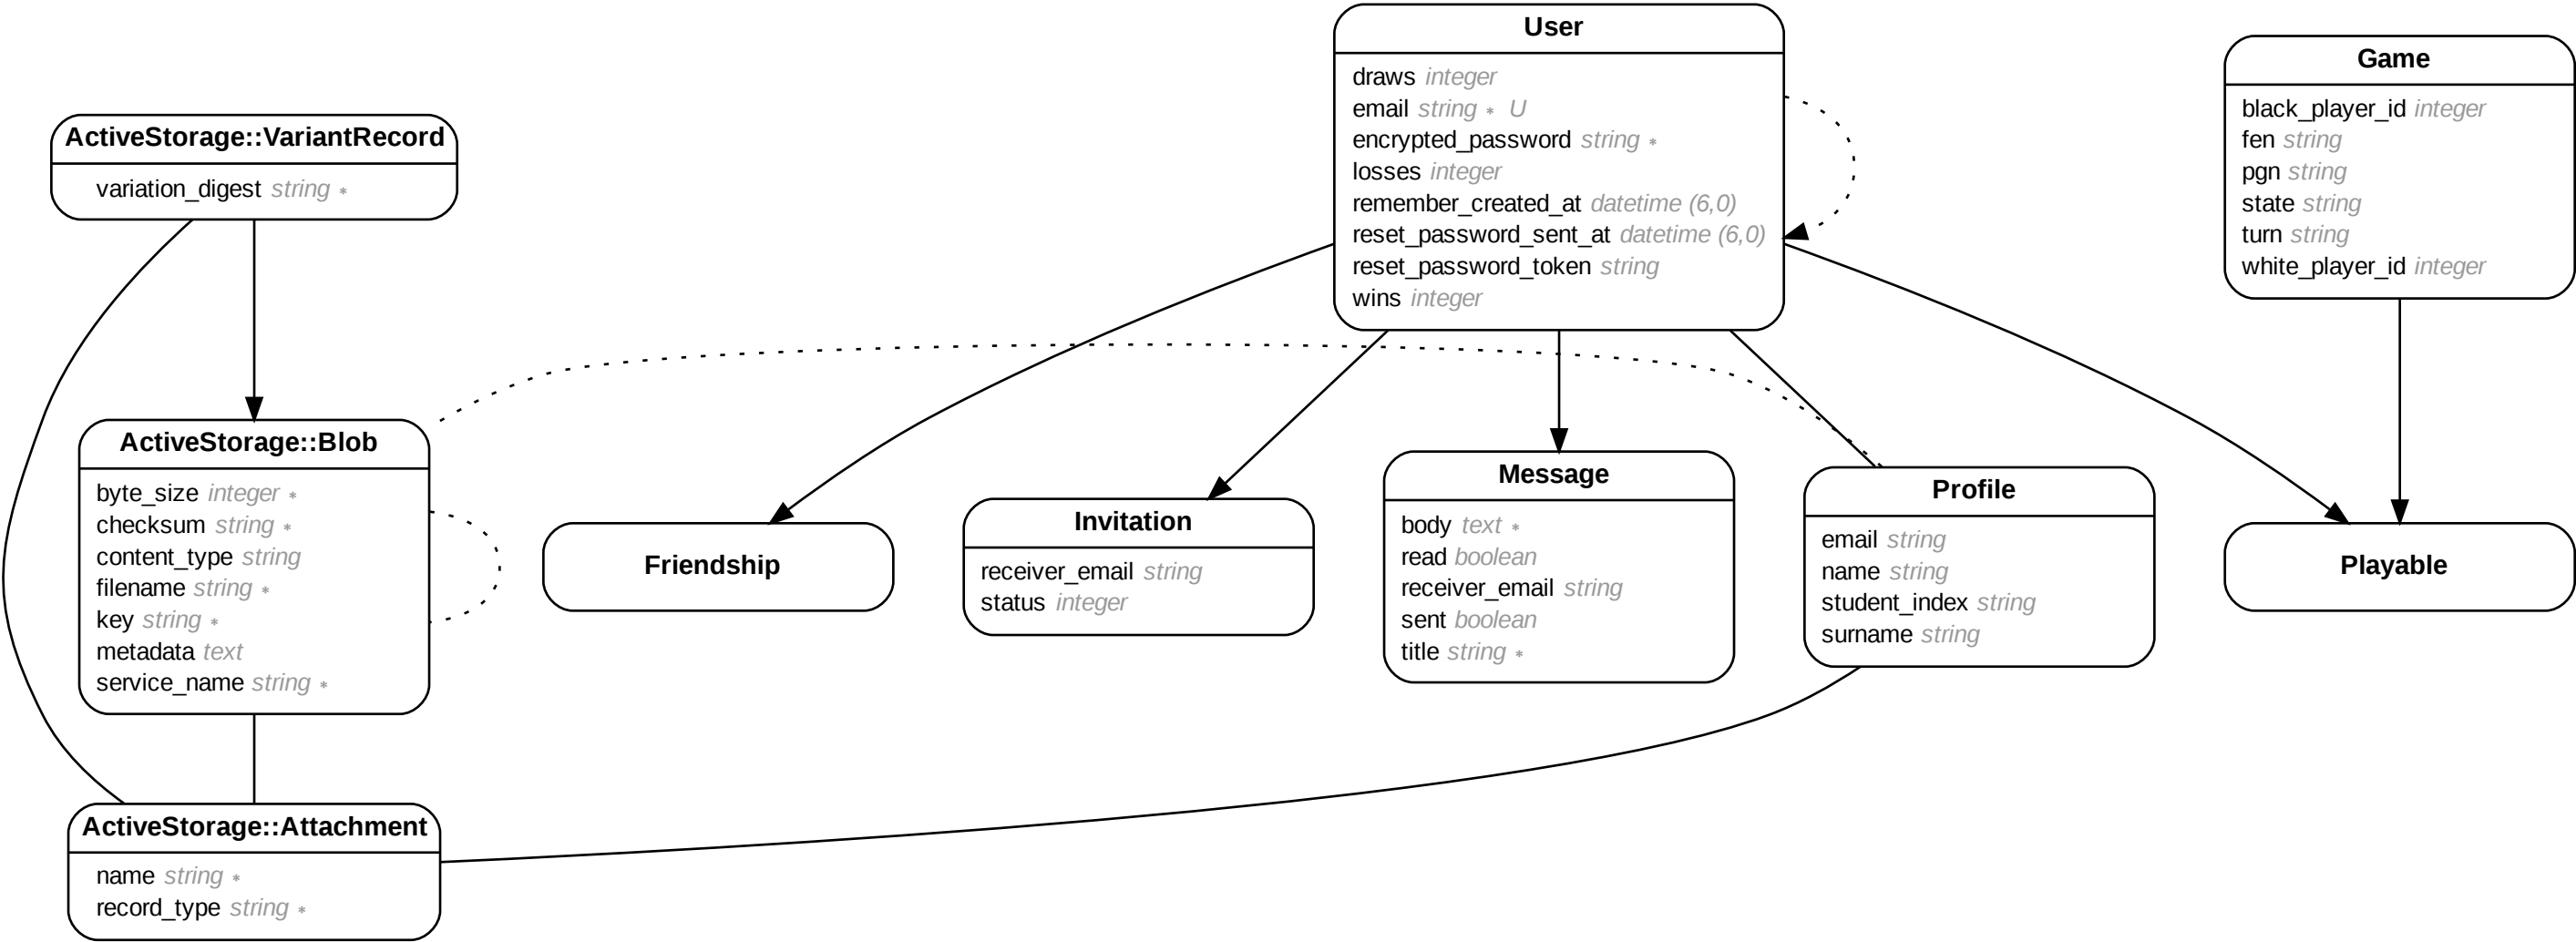 User
draws integer
email string * U
encrypted_password string *
losses integer
remember_created_at datetime (6,0)
reset_password_sent_at datetime (6,0)
reset_password_token string
wins integer
Game
black_player_id integer
fen string
pgn string
state string
turn string
white_player_id integer
ActiveStorage::VariantRecord
variation_digest string *
ActiveStorage::Blob
byte_size integer *
checksum string *
content_type string
filename string *
key string *
metadata text
service_name string *
Friendship
Invitation
receiver_email string
status integer
Message
body text *
read boolean
receiver_email string
sent boolean
title string *
Profile
email string
name string
student_index string
surname string
Playable
ActiveStorage::Attachment
name string *
record_type string *